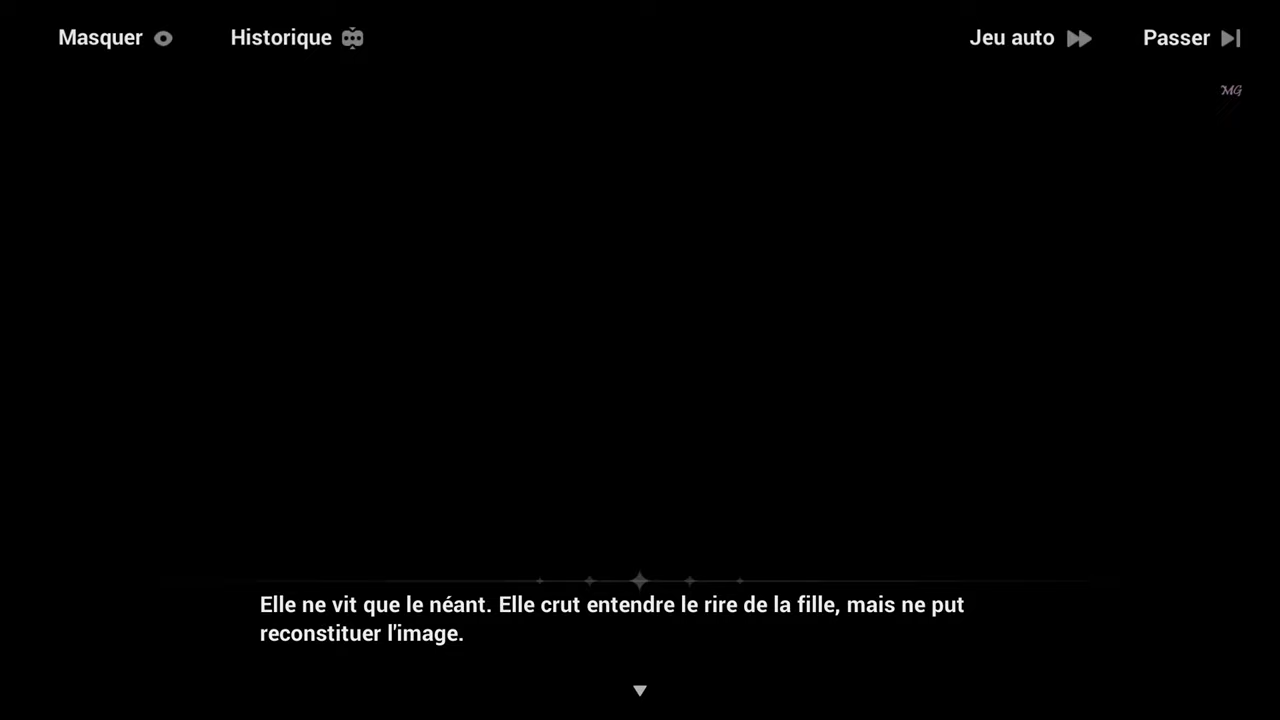 Masquer
Historique
Jeu auto
Passer
MG
Elle ne vit que le néant. Elle crut entendre le rire de la fille, mais ne put
reconstituer l'image.